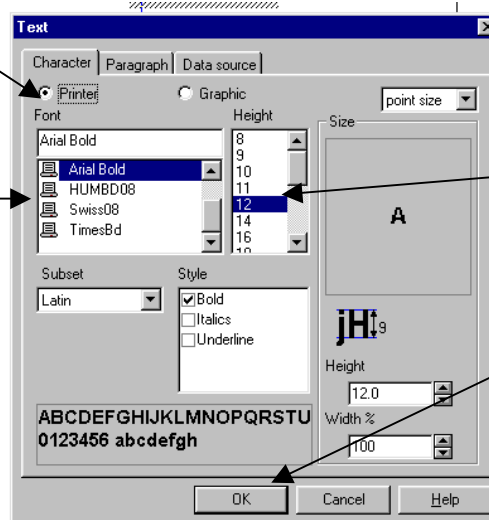 Text
Character Paragraph Data source
Printer Graphic
point size
Font Height Size
Arial Bold
Arial Bold
HUMBD08
Swiss08
TimesBd
8
9
10
11
12
14
16
A
Subset Style
Latin
Bold
Italics
Underline
jH 9
Height
12.0
Width %
100
ABCDEFGHIJKLMNOPQRSTU
0123456 abcdefgh
OK Cancel Help